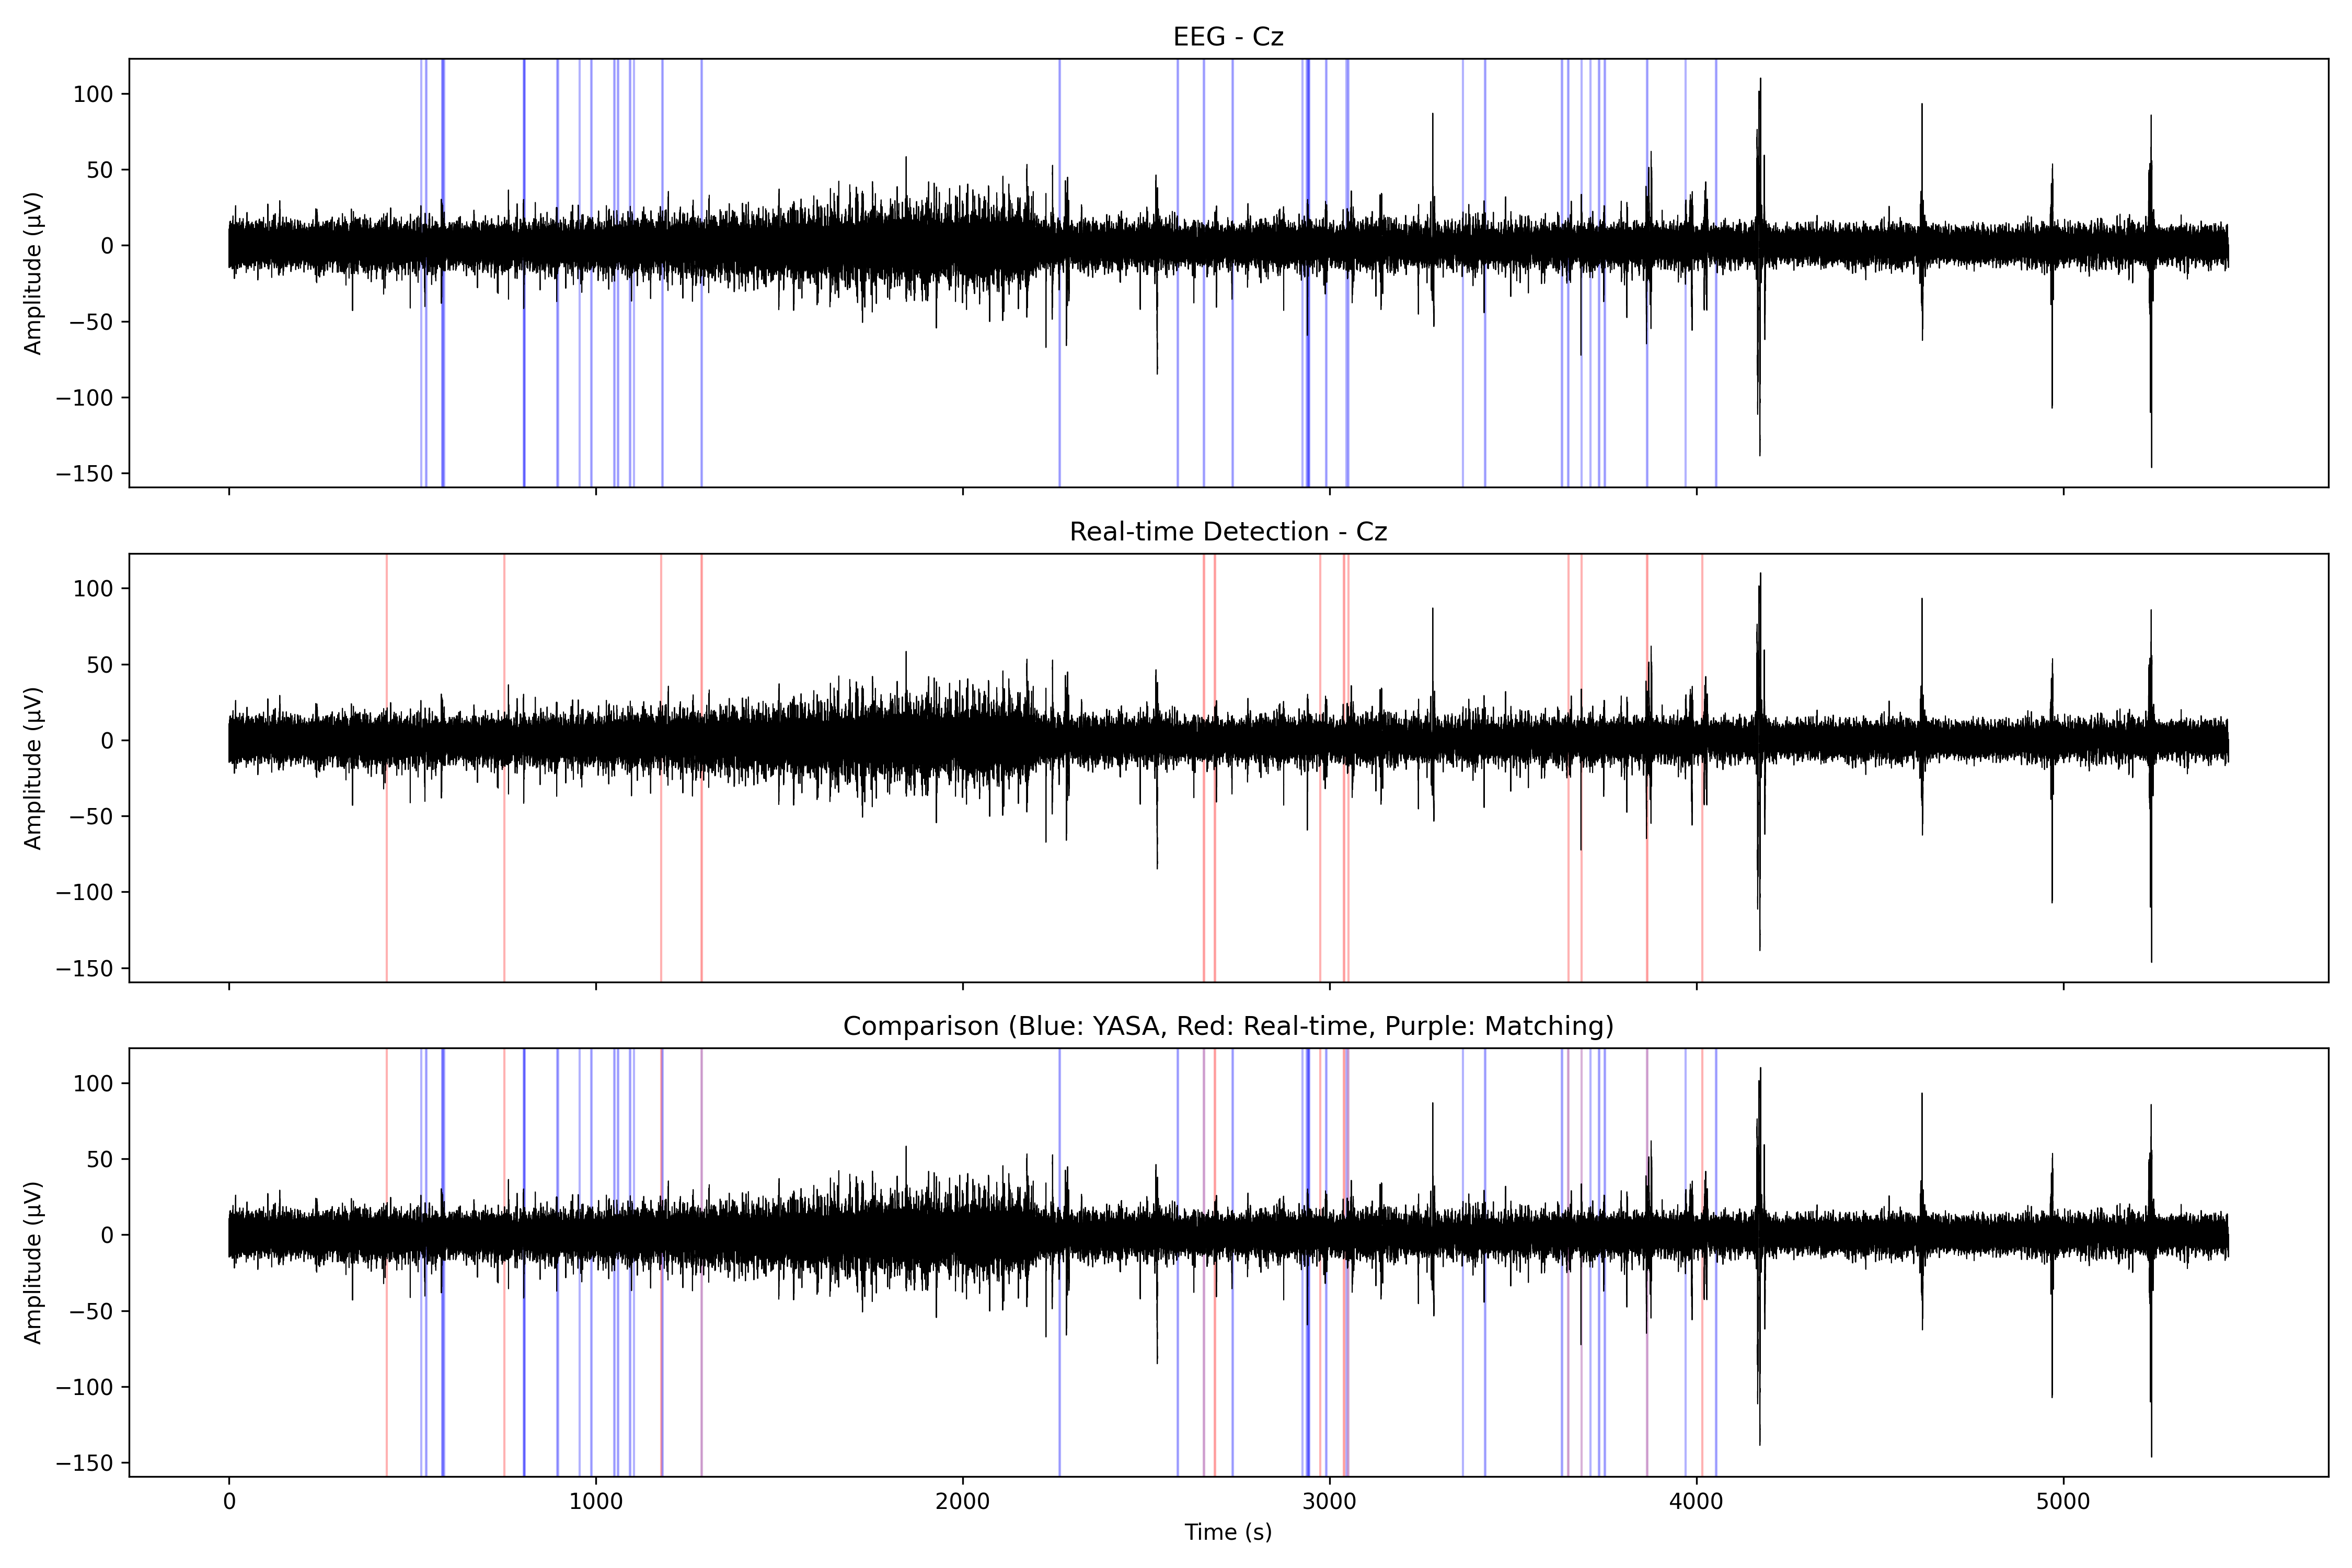 EEG - Cz
100
50
0
−50
−100
−150
Amplitude (µV)
Real-time Detection - Cz
100
50
0
−50
−100
−150
Amplitude (µV)
Comparison (Blue: YASA, Red: Real-time, Purple: Matching)
100
50
0
−50
−100
−150
Amplitude (µV)
0 1000 2000 3000 4000 5000
Time (s)